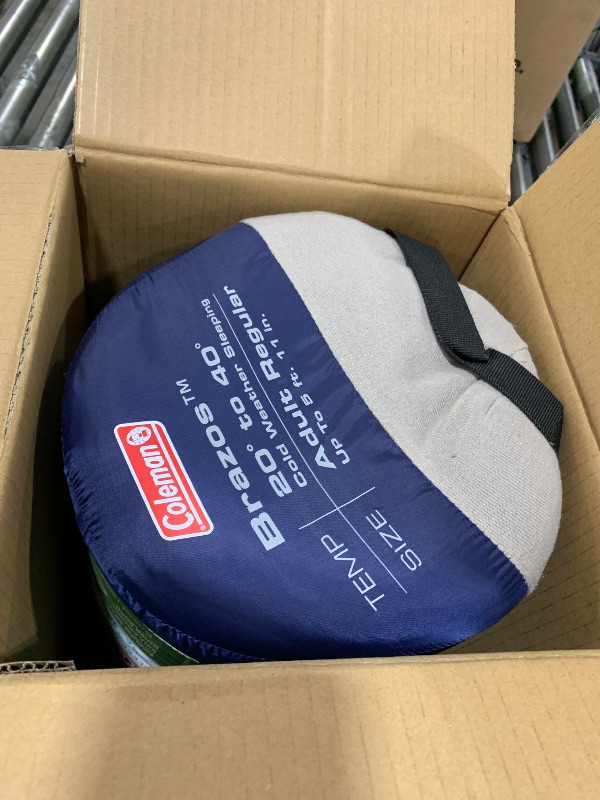 Coleman®
Brazos™
TEMP 20° to 40°
Cold Weather Sleeping
SIZE Adult Regular
UP To 5 ft. 11 in.